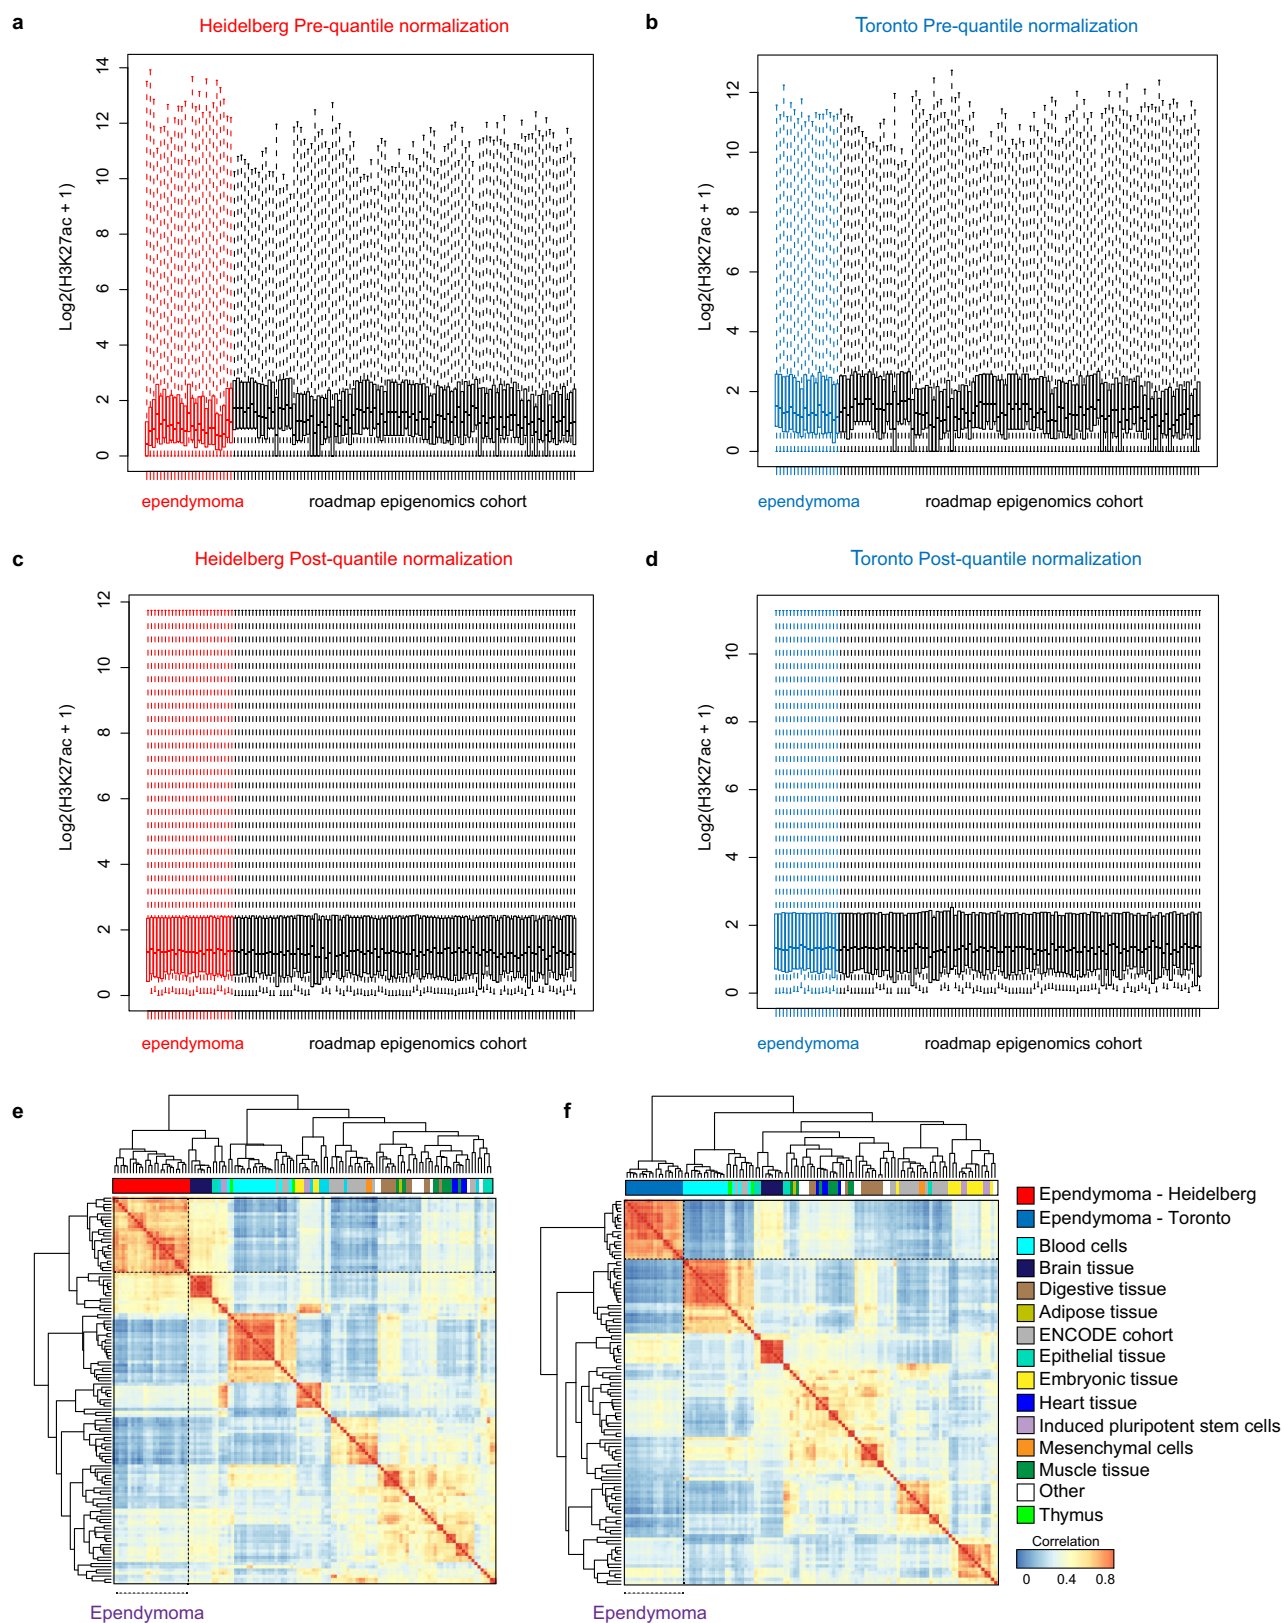 a
Heidelberg Pre-quantile normalization
Log2(H3K27ac + 1)
14
12
10
8
6
4
2
0
ependymoma
roadmap epigenomics cohort
b
Toronto Pre-quantile normalization
Log2(H3K27ac + 1)
12
10
8
6
4
2
0
ependymoma
roadmap epigenomics cohort
c
Heidelberg Post-quantile normalization
Log2(H3K27ac + 1)
12
10
8
6
4
2
0
ependymoma
roadmap epigenomics cohort
d
Toronto Post-quantile normalization
Log2(H3K27ac + 1)
10
8
6
4
2
0
ependymoma
roadmap epigenomics cohort
e
Ependymoma
f
Ependymoma
Ependymoma - Heidelberg
Ependymoma - Toronto
Blood cells
Brain tissue
Digestive tissue
Adipose tissue
ENCODE cohort
Epithelial tissue
Embryonic tissue
Heart tissue
Induced pluripotent stem cells
Mesenchymal cells
Muscle tissue
Other
Thymus
Correlation
0 0.4 0.8